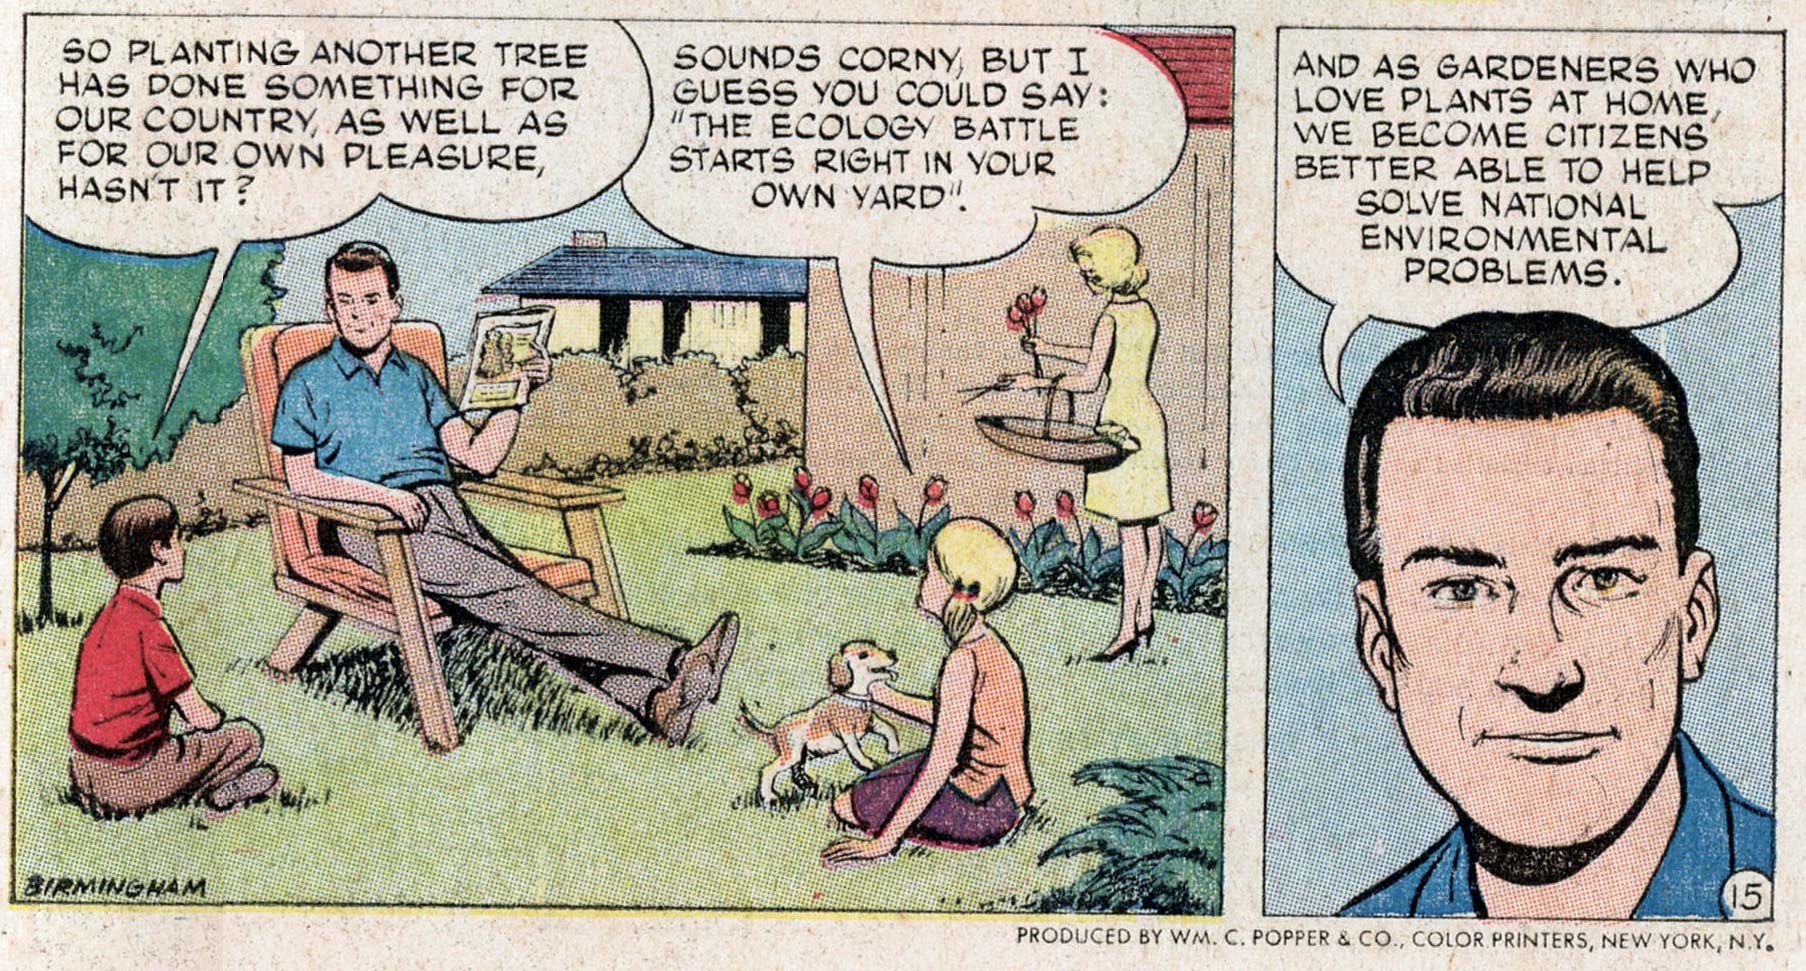 SO PLANTING ANOTHER TREE
HAS DONE SOMETHING FOR
OUR COUNTRY, AS WELL AS
FOR OUR OWN PLEASURE,
HASN'T IT?
SOUNDS CORNY, BUT I
GUESS YOU COULD SAY:
"THE ECOLOGY BATTLE
STARTS RIGHT IN YOUR
OWN YARD".
AND AS GARDENERS WHO
LOVE PLANTS AT HOME,
WE BECOME CITIZENS
BETTER ABLE TO HELP
SOLVE NATIONAL
ENVIRONMENTAL
PROBLEMS.
BIRMINGHAM
15
PRODUCED BY WM. C. POPPER & CO., COLOR PRINTERS, NEW YORK, N.Y.